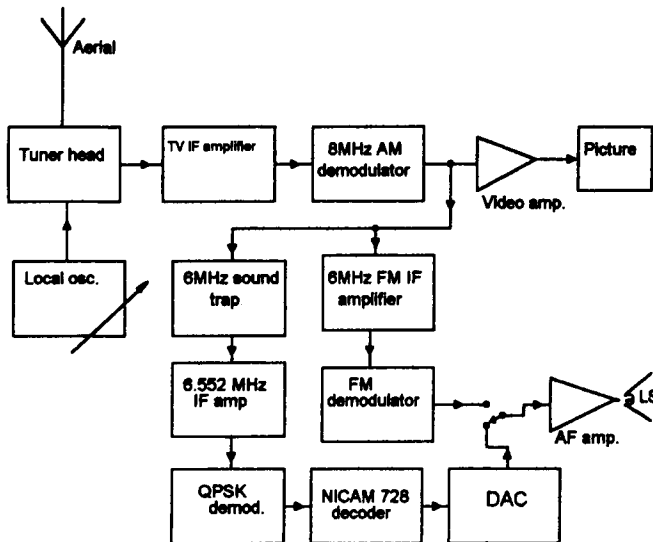 Aerial
Tuner head
TV IF amplifier
8MHz AM
demodulator
Video amp.
Picture
Local osc.
6MHz sound
trap
6MHz FM IF
amplifier
6.552 MHz
IF amp
FM
demodulator
AF amp.
LS
QPSK
demod.
NICAM 728
decoder
DAC